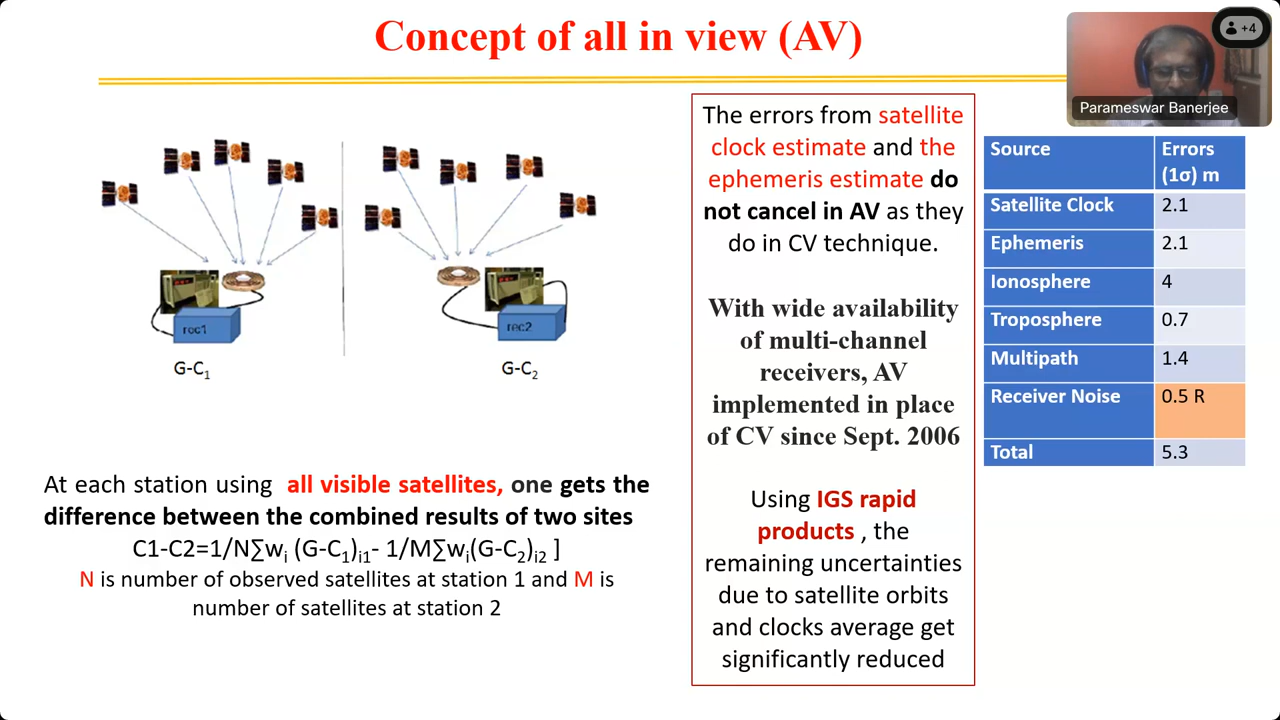 Concept of all in view (AV)
+4
Parameswar Banerjee
rec1
rec2
G-C₁
G-C₂
At each station using all visible satellites, one gets the
difference between the combined results of two sites
C1-C2=1/N∑wᵢ (G-C₁)ᵢ₁- 1/M∑wᵢ(G-C₂)ᵢ₂ ]
N is number of observed satellites at station 1 and M is
number of satellites at station 2
The errors from satellite
clock estimate and the
ephemeris estimate do
not cancel in AV as they
do in CV technique.
With wide availability
of multi-channel
receivers, AV
implemented in place
of CV since Sept. 2006
Using IGS rapid
products , the
remaining uncertainties
due to satellite orbits
and clocks average get
significantly reduced
Source Errors
(1σ) m
Satellite Clock 2.1
Ephemeris 2.1
Ionosphere 4
Troposphere 0.7
Multipath 1.4
Receiver Noise 0.5 R
Total 5.3